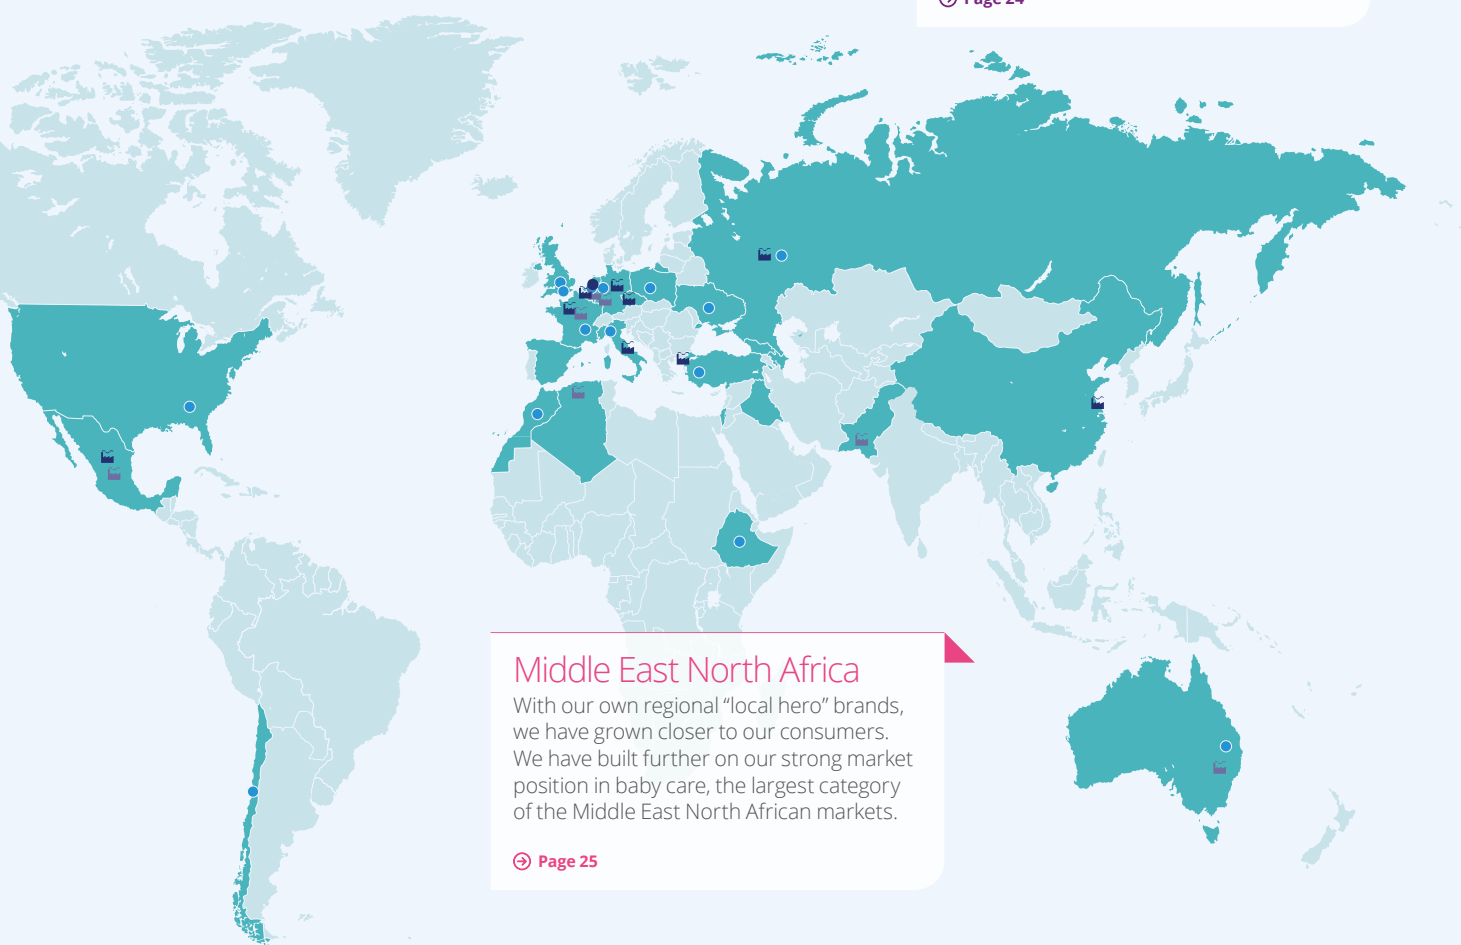 Page 24
Middle East North Africa
With our own regional “local hero” brands,
we have grown closer to our consumers.
We have built further on our strong market
position in baby care, the largest category
of the Middle East North African markets.
Page 25